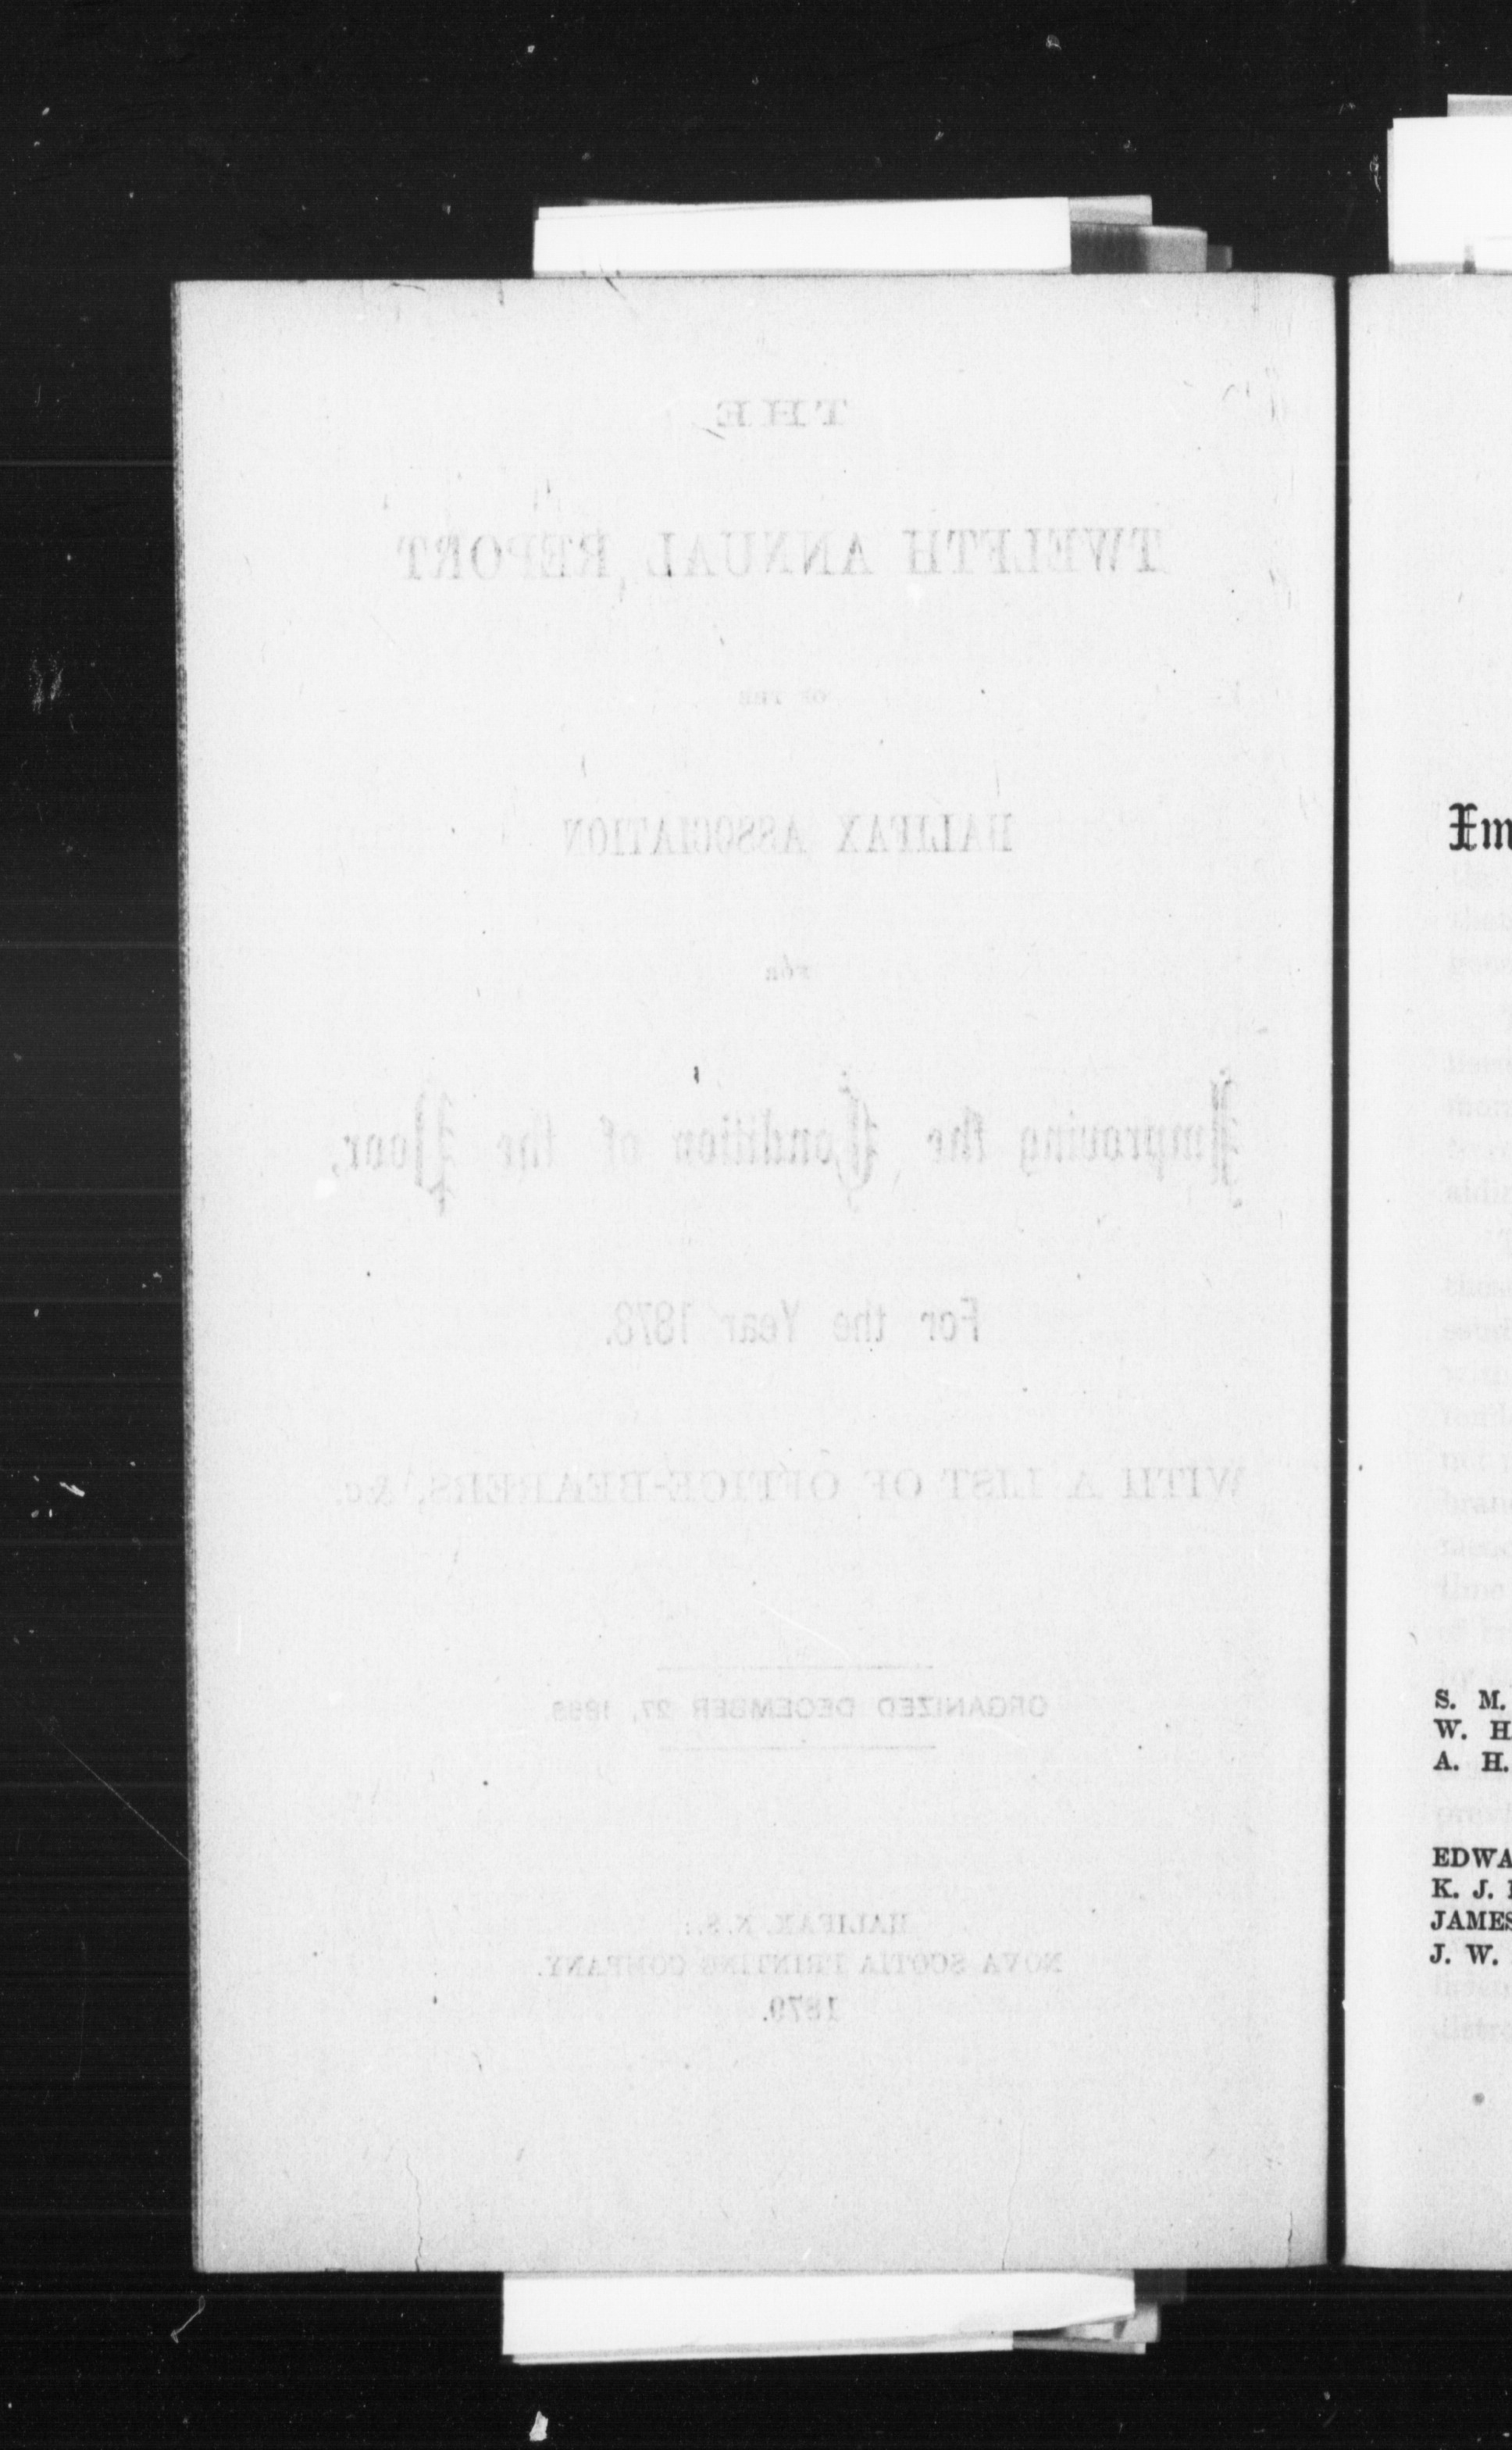 THE
TWELFTH ANNUAL REPORT
OF THE
HALIFAX ASSOCIATION
FOR
Improving the Condition of the Poor,
For the Year 1878.
WITH A LIST OF OFFICE-BEARERS, &c.
ORGANIZED DECEMBER 27, 1866
HALIFAX, N.S.:
NOVA SCOTIA PRINTING COMPANY.
1879.
Im
S. M.
W. H
A. H.
EDWA
K. J.
JAMES
J. W.